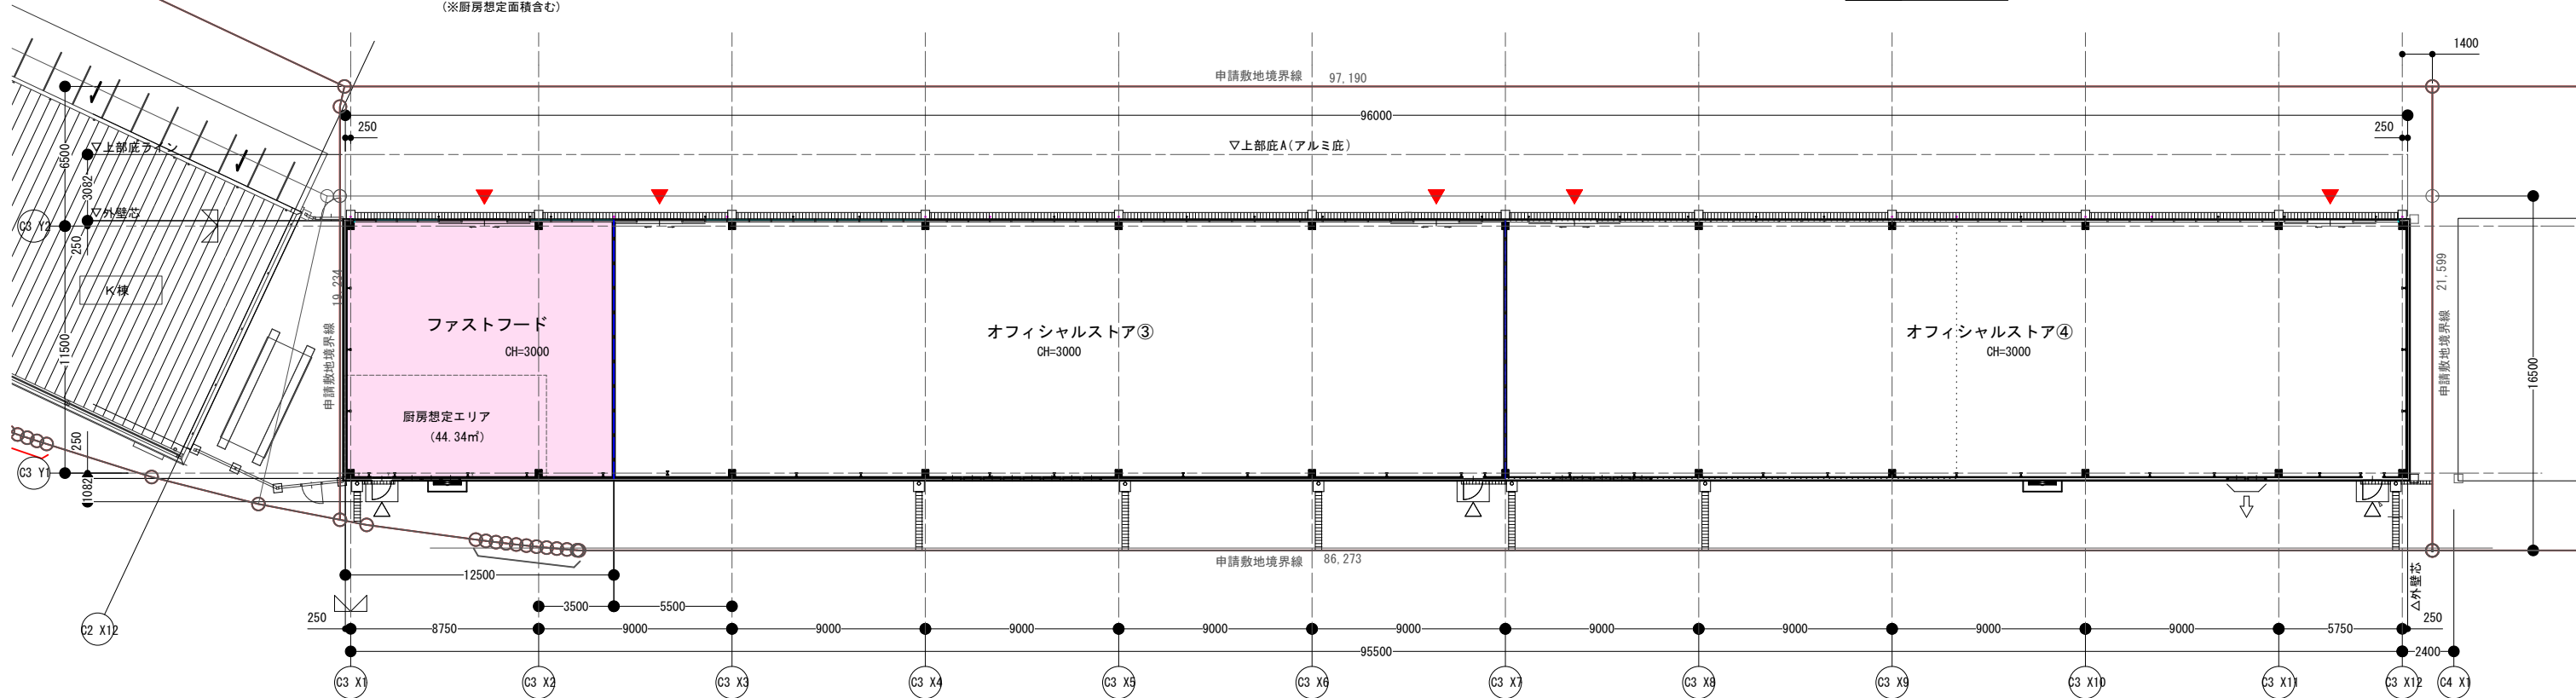 (※厨房想定面積含む)
1400
申請敷地境界線 97,190
96000
250
250
▽上部庇ライン
▽上部庇A(アルミ庇)
6500
3082
▽外壁芯
C3 Y2
250
K棟
19,234
申請敷地境界線
11500
ファストフード
CH=3000
オフィシャルストア③
CH=3000
オフィシャルストア④
CH=3000
21,599
申請敷地境界線
16500
厨房想定エリア
(44.34㎡)
250
C3 Y1
1082
申請敷地境界線 86,273
12500
△外壁芯
3500
5500
250
8750
9000
9000
9000
9000
9000
9000
9000
9000
9000
5750
250
C2 X12
95500
2400
C3 X1
C3 X2
C3 X3
C3 X4
C3 X5
C3 X6
C3 X7
C3 X8
C3 X9
C3 X10
C3 X11
C3 X12
C4 X1